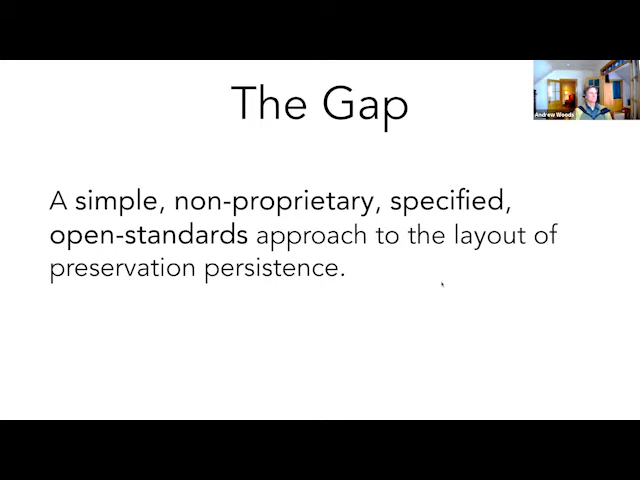 The Gap
Andrew Woods
A simple, non-proprietary, specified,
open-standards approach to the layout of
preservation persistence.